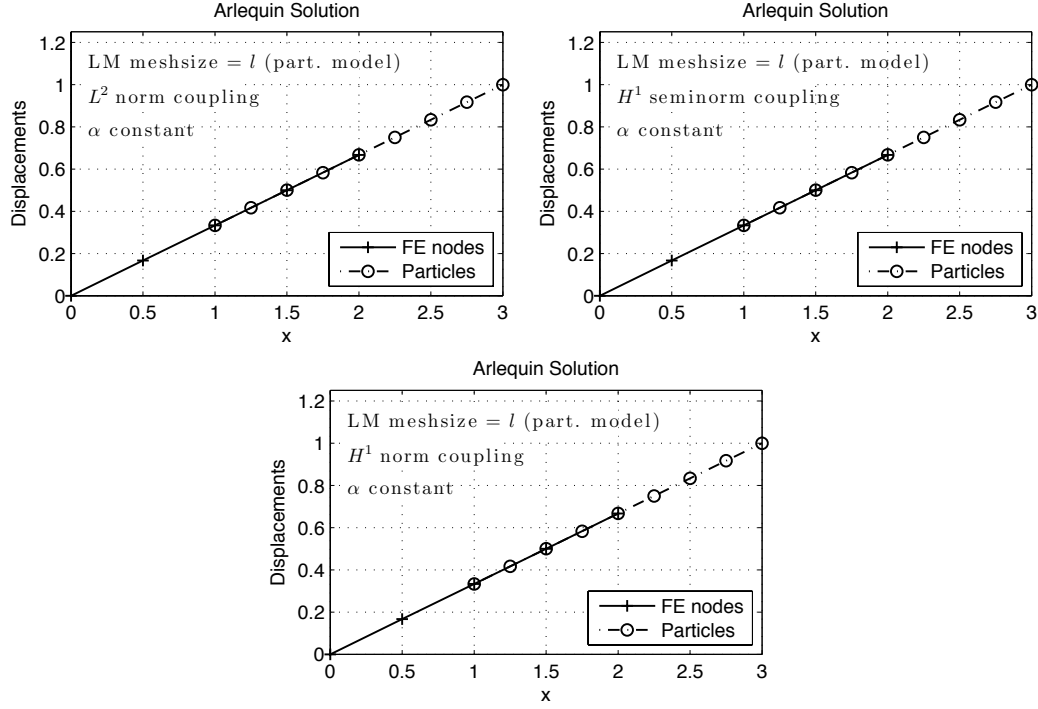 Arlequin Solution
LM meshsize = l (part. model)
L² norm coupling
α constant
Displacements
1.2
1
0.8
0.6
0.4
0.2
0
0 0.5 1 1.5 2 2.5 3
x
FE nodes
Particles
Arlequin Solution
LM meshsize = l (part. model)
H¹ seminorm coupling
α constant
Displacements
1.2
1
0.8
0.6
0.4
0.2
0
0 0.5 1 1.5 2 2.5 3
x
FE nodes
Particles
Arlequin Solution
LM meshsize = l (part. model)
H¹ norm coupling
α constant
Displacements
1.2
1
0.8
0.6
0.4
0.2
0
0 0.5 1 1.5 2 2.5 3
x
FE nodes
Particles